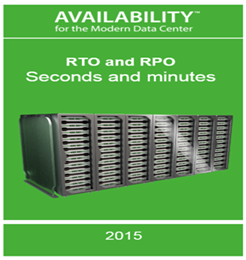 AVAILABILITY™
for the Modern Data Center
RTO and RPO
Seconds and minutes
2015